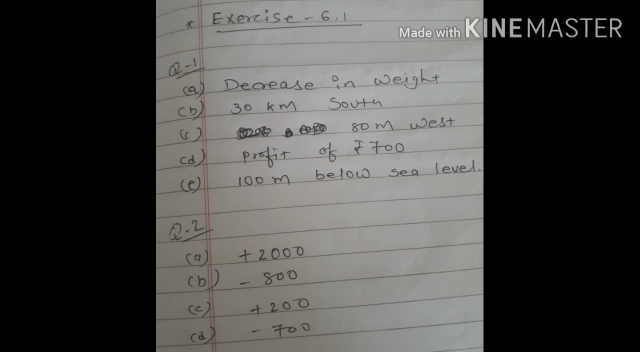 * Exercise - 6.1
Made with KINEMASTER
Q-1
(a) Decrease in weight
(b) 30 km South
(c) 80m west
(d) Profit of ₹700
(e) 100 m below sea level.
Q-2
(a) +2000
(b) - 800
(c) +200
(d) - 700